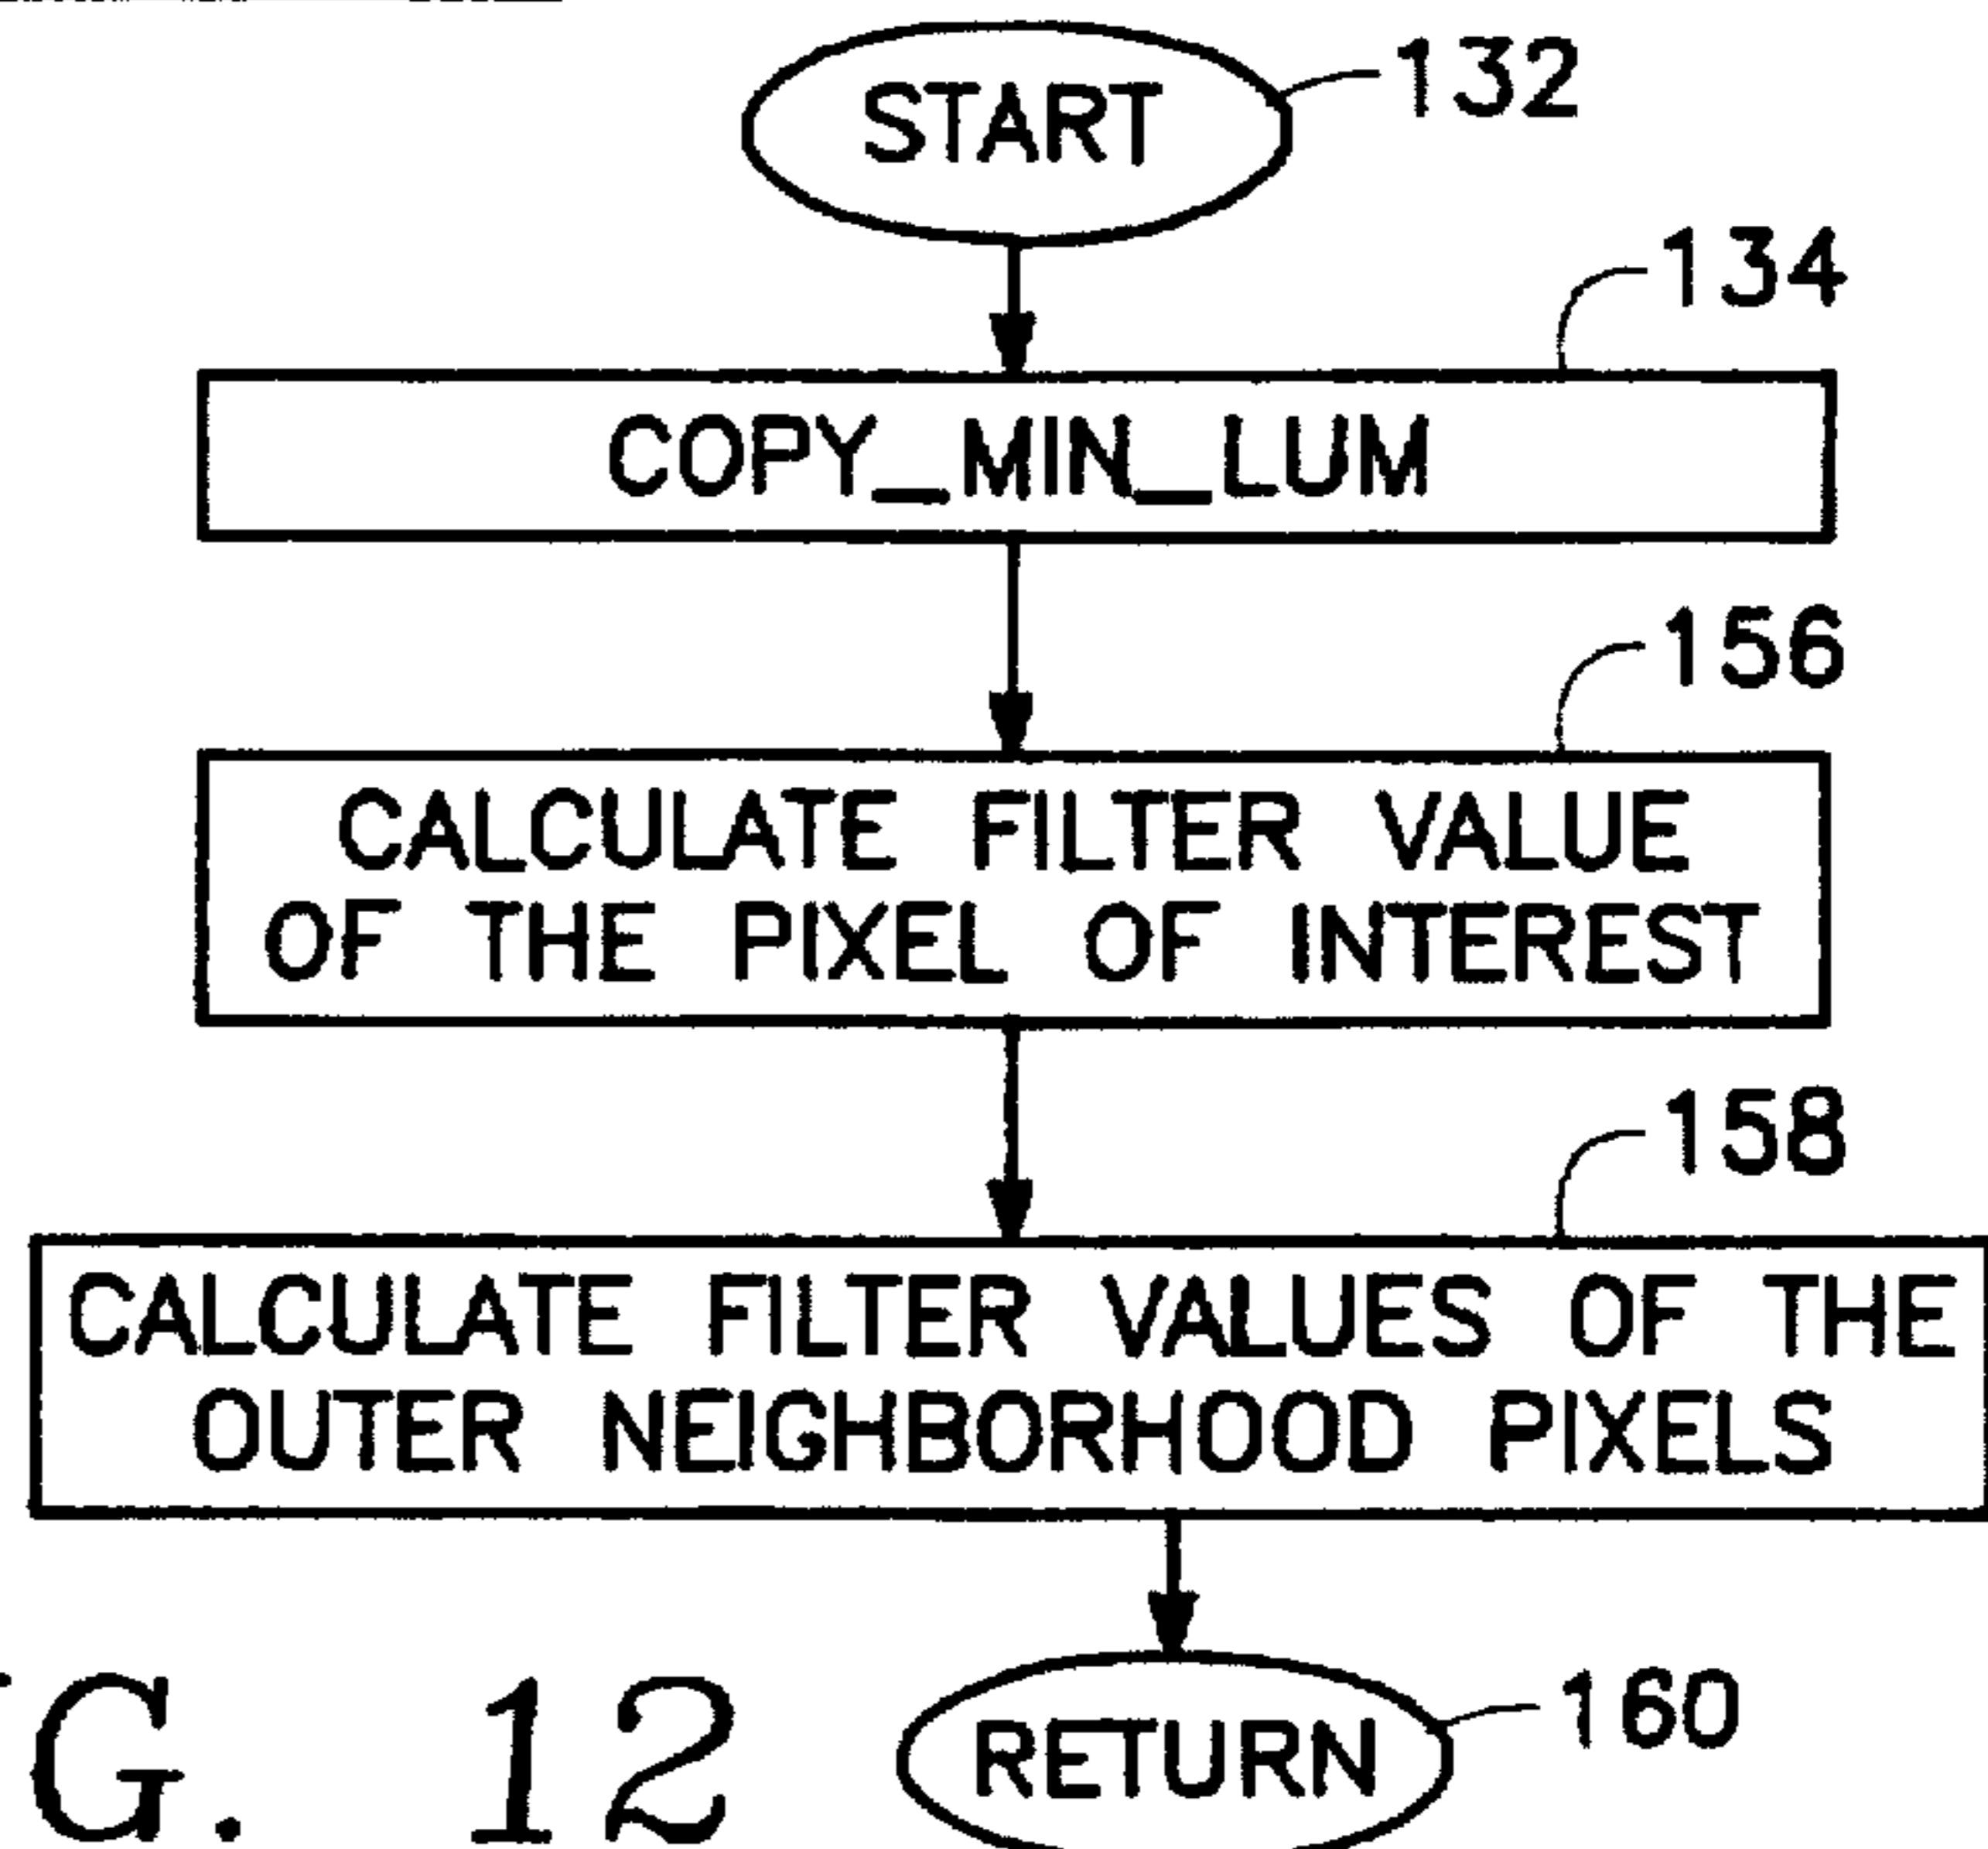 START
132
134
COPY_MIN_LUM
156
CALCULATE FILTER VALUE
OF THE PIXEL OF INTEREST
158
CALCULATE FILTER VALUES OF THE
OUTER NEIGHBORHOOD PIXELS
160
RETURN
G. 12